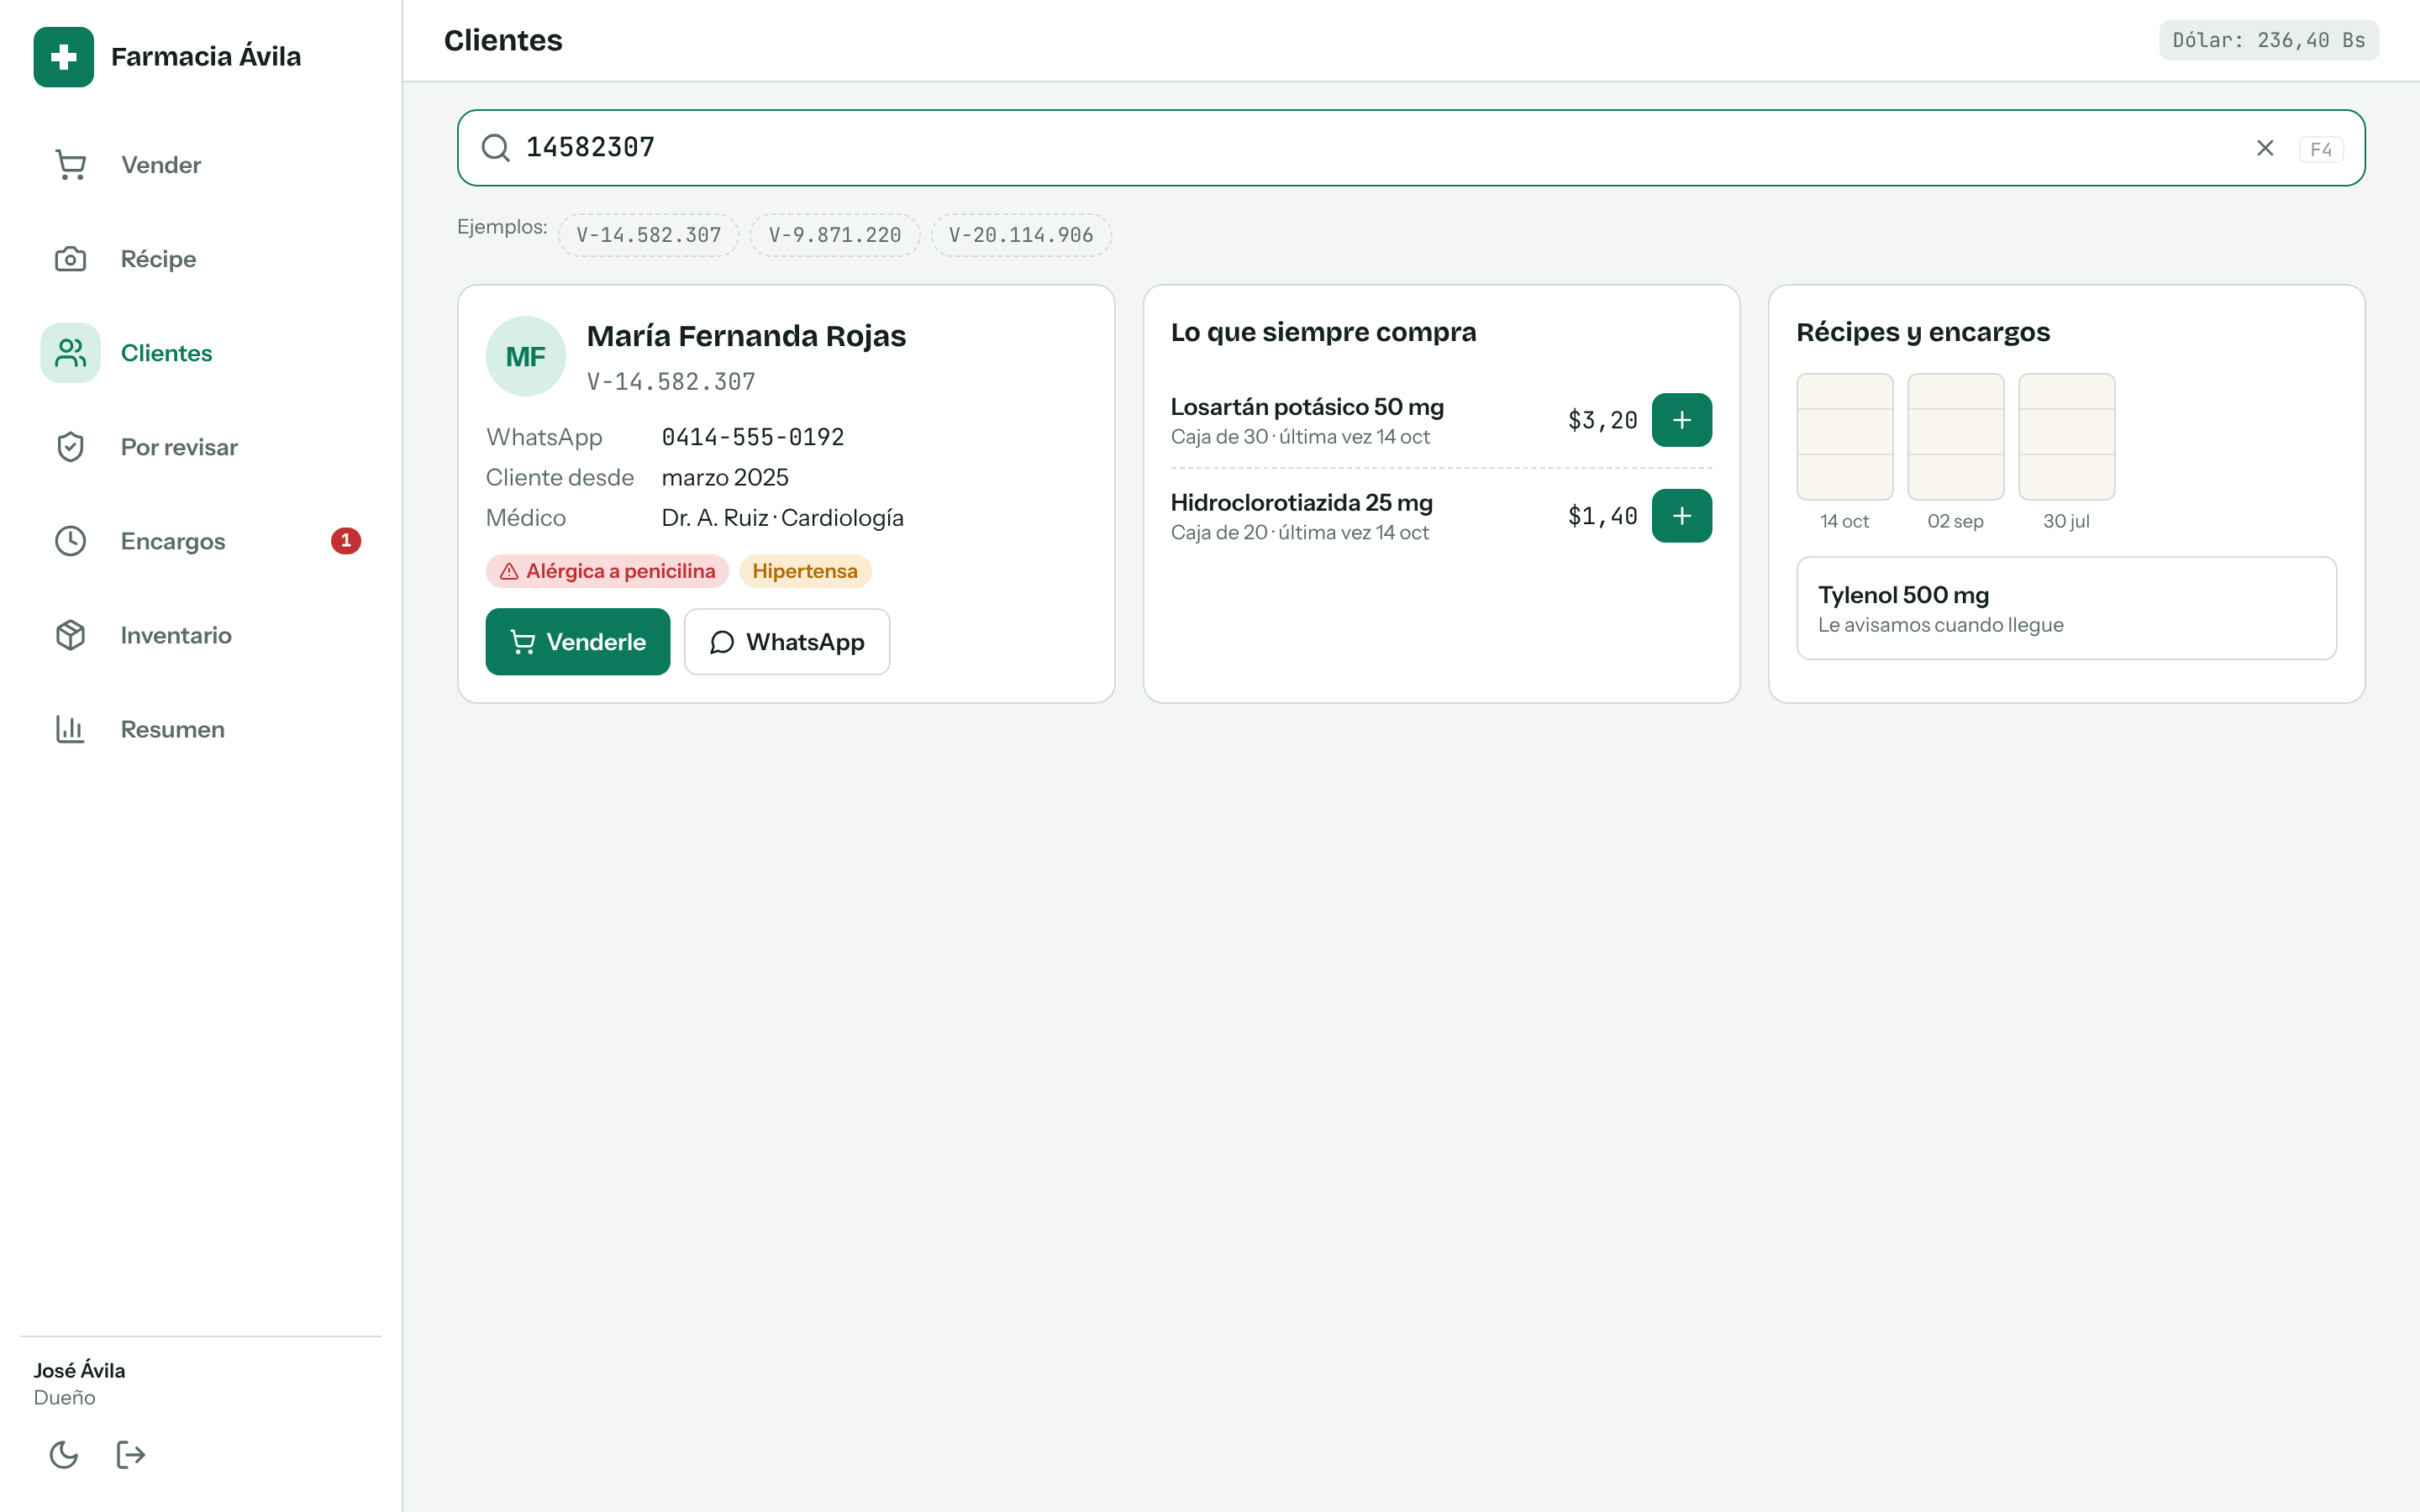 Farmacia Ávila
Vender
Récipe
Clientes
Por revisar
Encargos 1
Inventario
Resumen
José Ávila
Dueño
Clientes
Dólar: 236,40 Bs
14582307
F4
Ejemplos: V-14.582.307 V-9.871.220 V-20.114.906
MF
María Fernanda Rojas
V-14.582.307
WhatsApp 0414-555-0192
Cliente desde marzo 2025
Médico Dr. A. Ruiz · Cardiología
Alérgica a penicilina Hipertensa
Venderle WhatsApp
Lo que siempre compra
Losartán potásico 50 mg
Caja de 30 · última vez 14 oct
$3,20
Hidroclorotiazida 25 mg
Caja de 20 · última vez 14 oct
$1,40
Récipes y encargos
14 oct 02 sep 30 jul
Tylenol 500 mg
Le avisamos cuando llegue